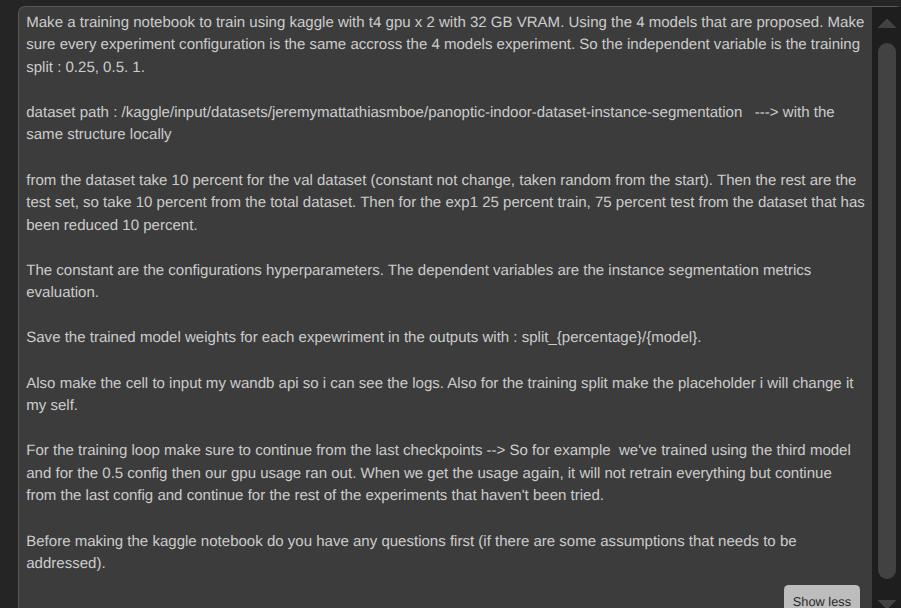 Make a training notebook to train using kaggle with t4 gpu x 2 with 32 GB VRAM. Using the 4 models that are proposed. Make
sure every experiment configuration is the same accross the 4 models experiment. So the independent variable is the training
split : 0.25, 0.5. 1.
dataset path : /kaggle/input/datasets/jeremymattathiasmboe/panoptic-indoor-dataset-instance-segmentation ---> with the
same structure locally
from the dataset take 10 percent for the val dataset (constant not change, taken random from the start). Then the rest are the
test set, so take 10 percent from the total dataset. Then for the exp1 25 percent train, 75 percent test from the dataset that has
been reduced 10 percent.
The constant are the configurations hyperparameters. The dependent variables are the instance segmentation metrics
evaluation.
Save the trained model weights for each expewriment in the outputs with : split_{percentage}/{model}.
Also make the cell to input my wandb api so i can see the logs. Also for the training split make the placeholder i will change it
my self.
For the training loop make sure to continue from the last checkpoints --> So for example we've trained using the third model
and for the 0.5 config then our gpu usage ran out. When we get the usage again, it will not retrain everything but continue
from the last config and continue for the rest of the experiments that haven't been tried.
Before making the kaggle notebook do you have any questions first (if there are some assumptions that needs to be
addressed).
Show less